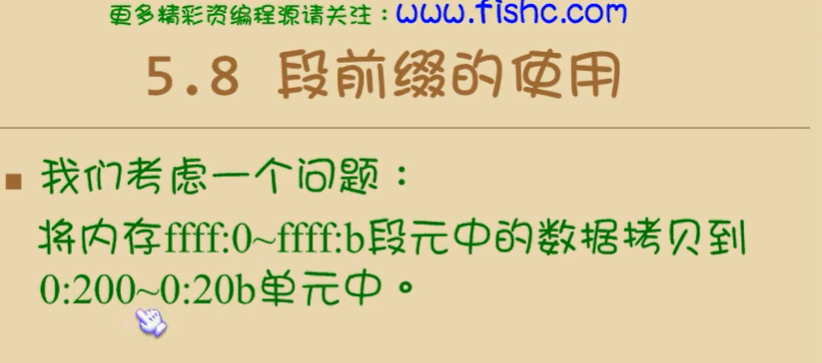 更多精彩资编程源请关注：www.fishc.com
5.8 段前缀的使用
我们考虑一个问题：
将内存ffff:0~ffff:b段元中的数据拷贝到
0:200~0:20b单元中。